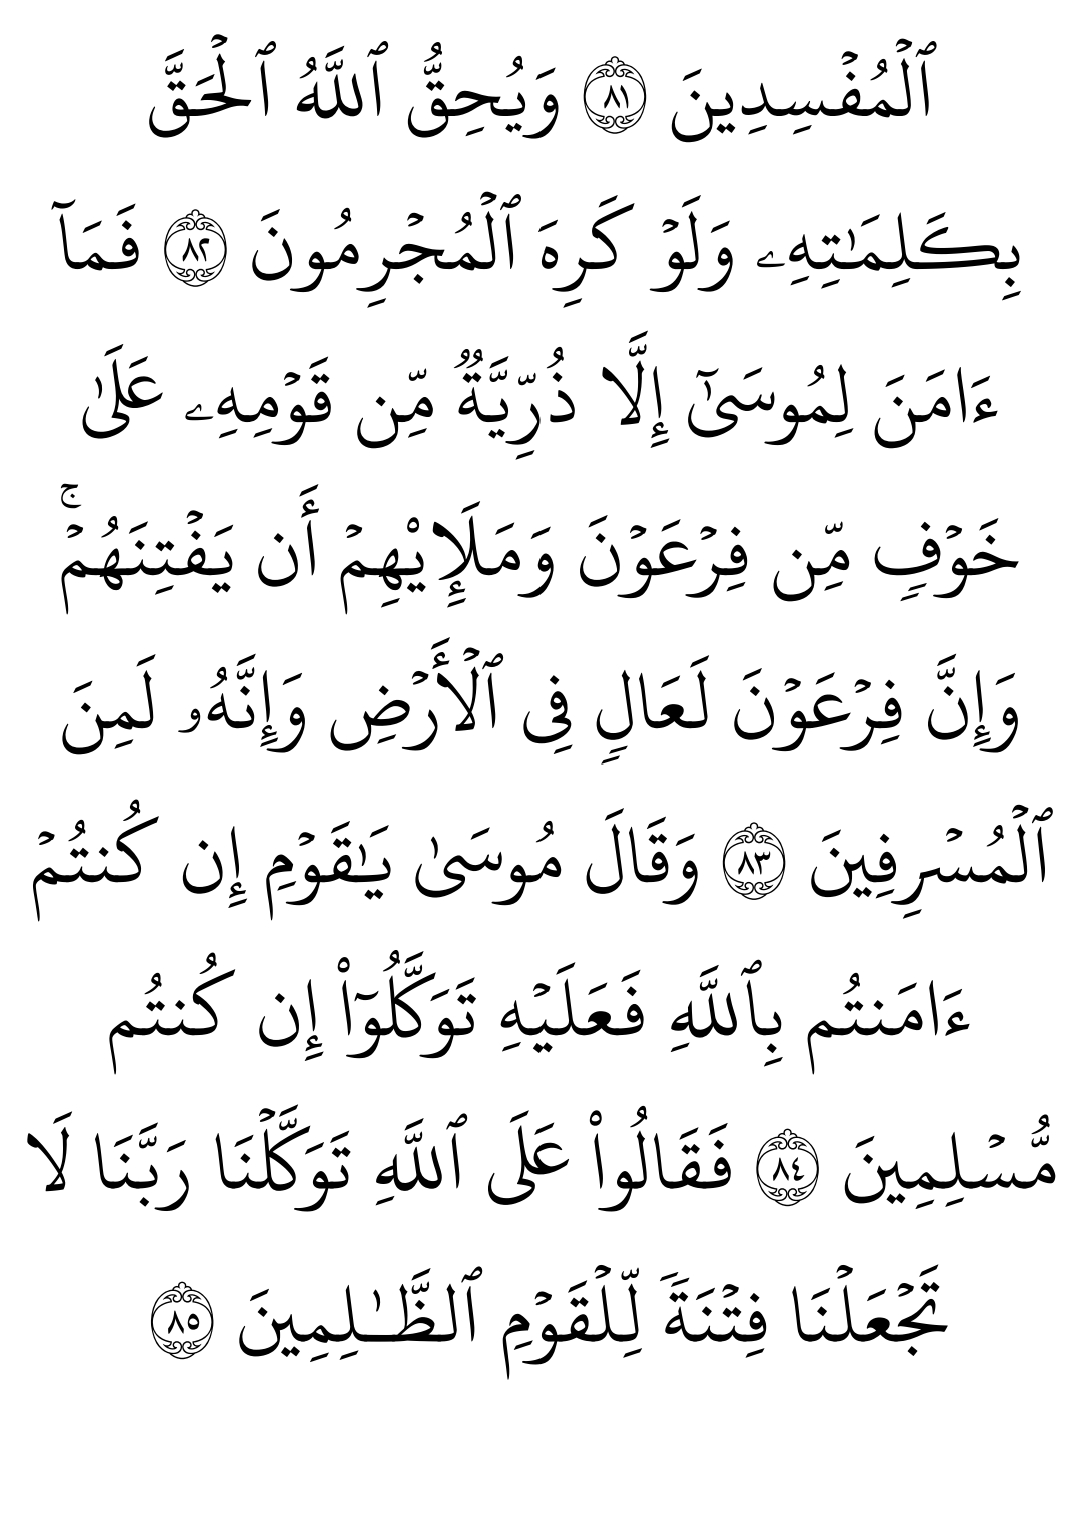 ٱلۡمُفۡسِدِينَ ٨١ وَيُحِقُّ ٱللَّهُ ٱلۡحَقَّ
بِكَلِمَٰتِهِۦ وَلَوۡ كَرِهَ ٱلۡمُجۡرِمُونَ ٨٢ فَمَآ
ءَامَنَ لِمُوسَىٰٓ إِلَّا ذُرِّيَّةٞ مِّن قَوۡمِهِۦ عَلَىٰ
خَوۡفٖ مِّن فِرۡعَوۡنَ وَمَلَإِيْهِمۡ أَن يَفۡتِنَهُمۡۚ
وَإِنَّ فِرۡعَوۡنَ لَعَالٖ فِي ٱلۡأَرۡضِ وَإِنَّهُۥ لَمِنَ
ٱلۡمُسۡرِفِينَ ٨٣ وَقَالَ مُوسَىٰ يَٰقَوۡمِ إِن كُنتُمۡ
ءَامَنتُم بِٱللَّهِ فَعَلَيۡهِ تَوَكَّلُوٓاْ إِن كُنتُم
مُّسۡلِمِينَ ٨٤ فَقَالُواْ عَلَى ٱللَّهِ تَوَكَّلۡنَا رَبَّنَا لَا
تَجۡعَلۡنَا فِتۡنَةٗ لِّلۡقَوۡمِ ٱلظَّٰلِمِينَ ٨٥